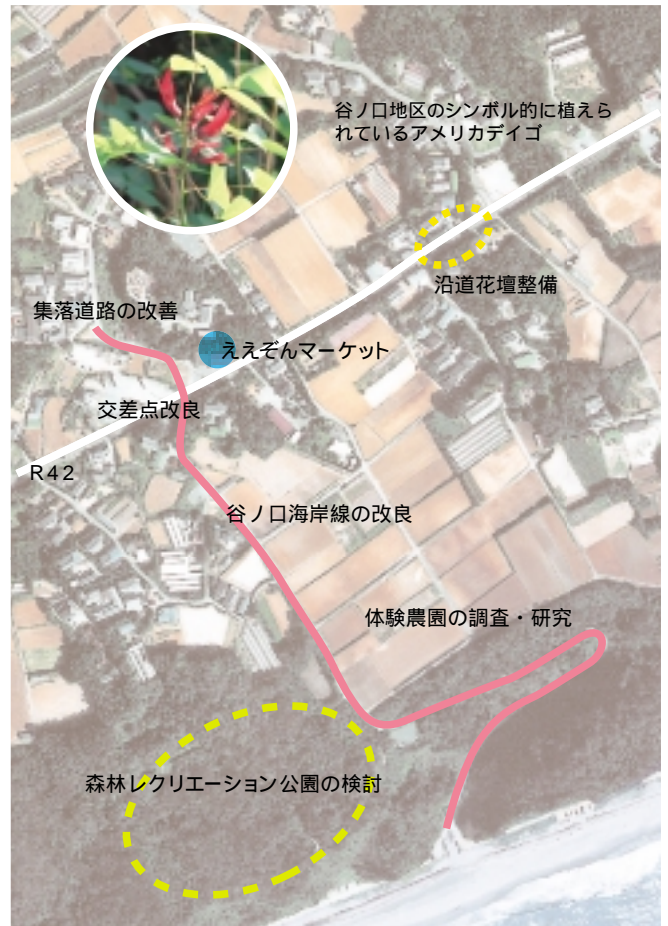 谷ノ口地区のシンボル的に植えら
れているアメリカデイゴ
沿道花壇整備
集落道路の改善
ええぞんマーケット
交差点改良
R42
谷ノ口海岸線の改良
体験農園の調査・研究
森林レクリエーション公園の検討